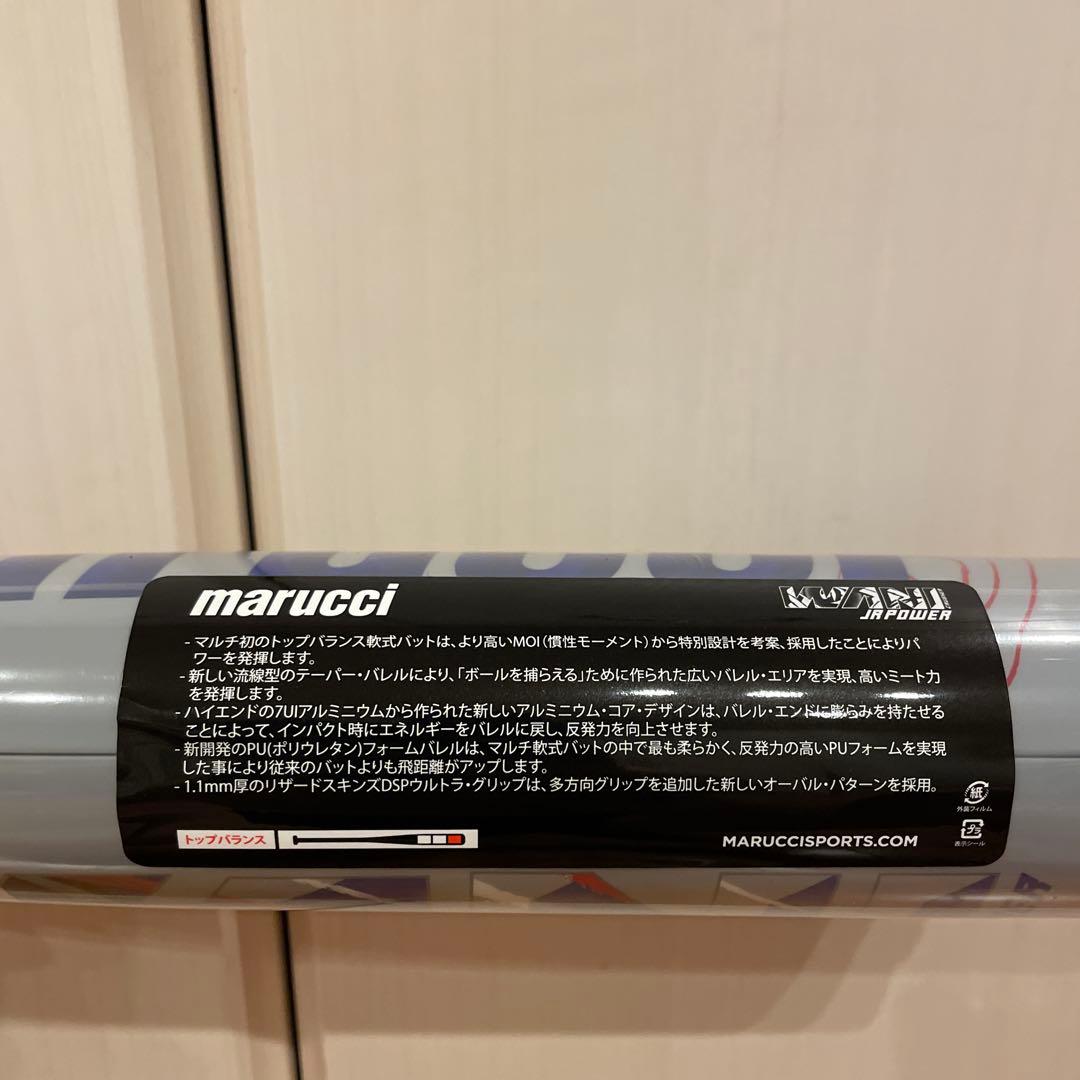 marucci
JR POWER
- マルチ初のトップバランス軟式バットは、より高いMOI（慣性モーメント）から特別設計を考案、採用したことによりパ
ワーを発揮します。
- 新しい流線型のテーパー・バレルにより、「ボールを捕らえる」ために作られた広いバレル・エリアを実現、高いミート力
を発揮します。
- ハイエンドの7U1アルミニウムから作られた新しいアルミニウム・コア・デザインは、バレル・エンドに膨らみを持たせる
ことによって、インパクト時にエネルギーをバレルに戻し、反発力を向上させます。
- 新開発のPU(ポリウレタン)フォームバレルは、マルチ軟式バットの中で最も柔らかく、反発力の高いPUフォームを実現
した事により従来のバットよりも飛距離がアップします。
- 1.1mm厚のリザードスキンズDSPウルトラ・グリップは、多方向グリップを追加した新しいオーバル・パターンを採用。
紙
外装フィルム
プラ
表示シール
トップバランス
MARUCCISPORTS.COM